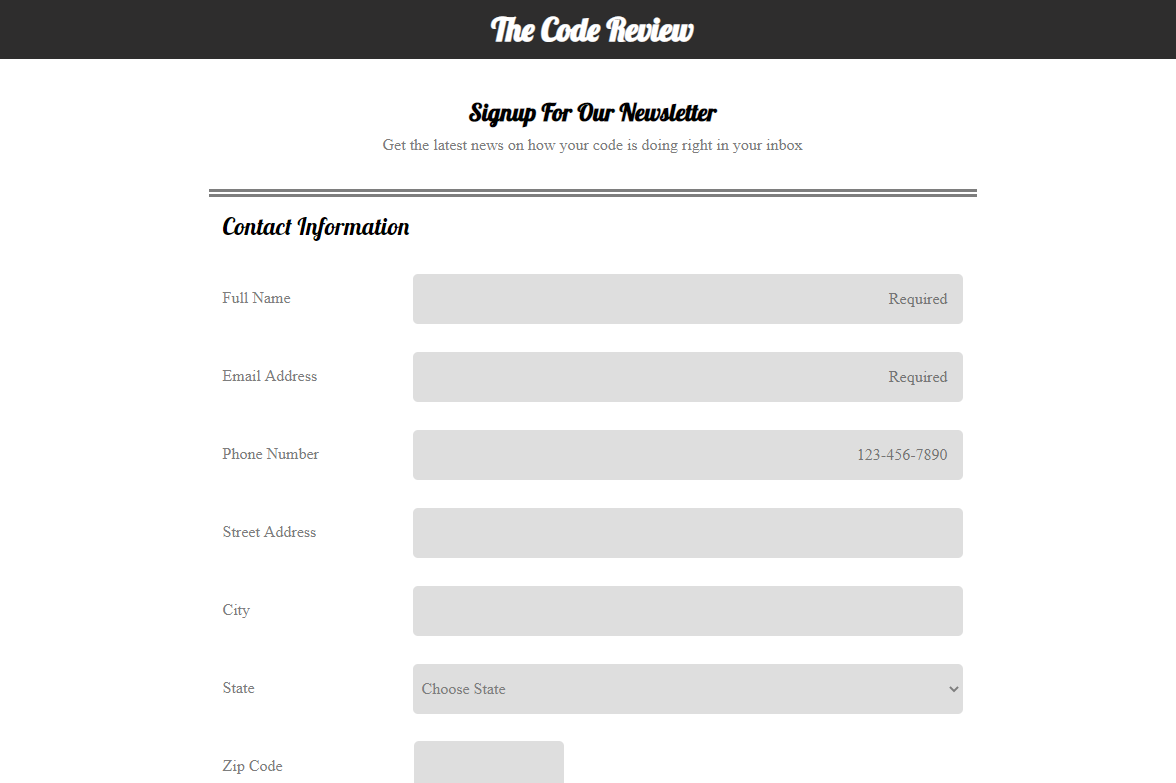 The Code Review
Signup For Our Newsletter
Get the latest news on how your code is doing right in your inbox
Contact Information
Full Name Required
Email Address Required
Phone Number 123-456-7890
Street Address
City
State Choose State
Zip Code